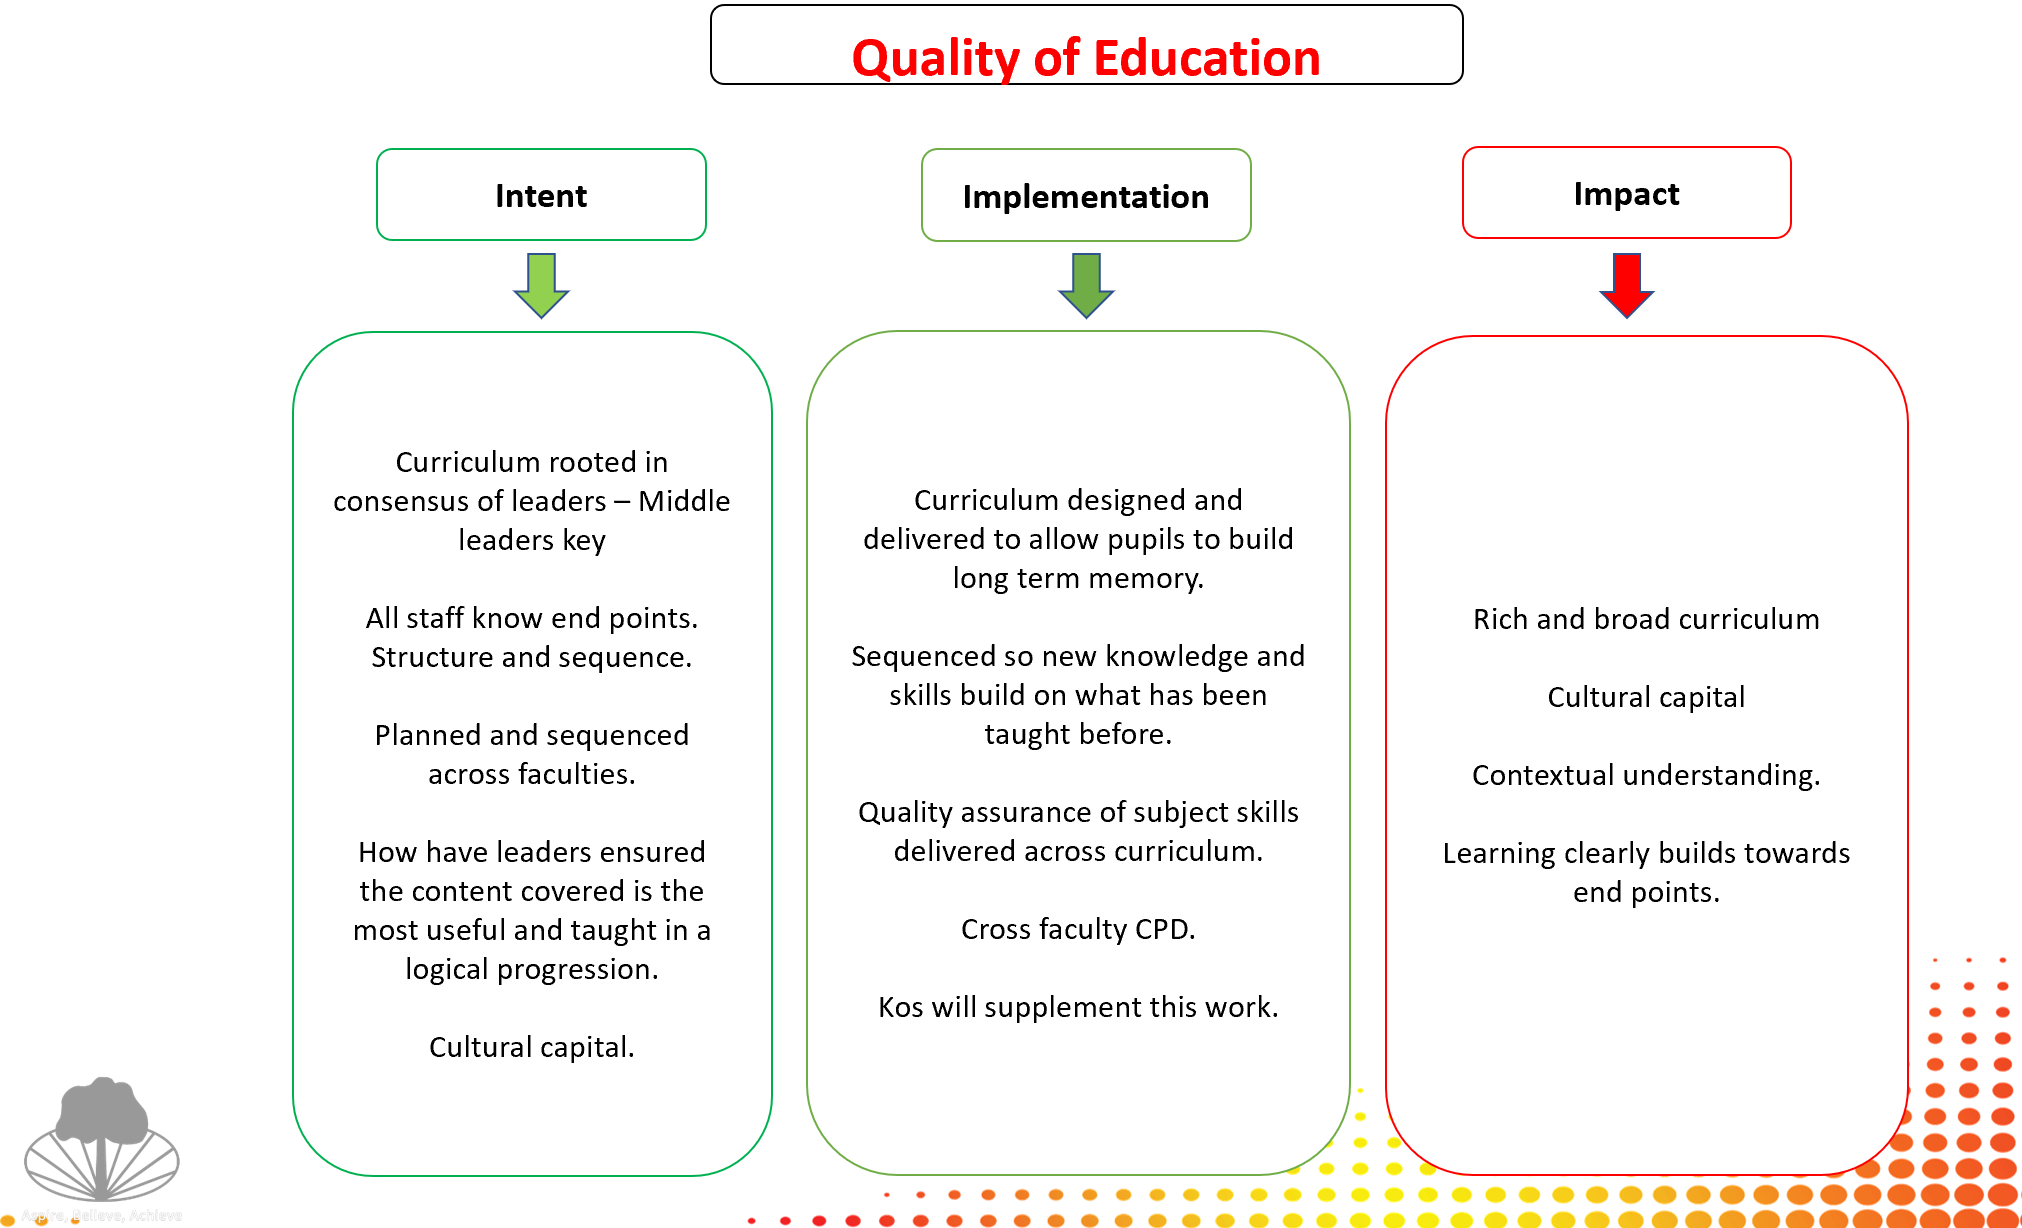 Quality of Education
Intent
Implementation
Impact
Curriculum rooted in
consensus of leaders – Middle
leaders key
All staff know end points.
Structure and sequence.
Planned and sequenced
across faculties.
How have leaders ensured
the content covered is the
most useful and taught in a
logical progression.
Cultural capital.
Curriculum designed and
delivered to allow pupils to build
long term memory.
Sequenced so new knowledge and
skills build on what has been
taught before.
Quality assurance of subject skills
delivered across curriculum.
Cross faculty CPD.
Kos will supplement this work.
Rich and broad curriculum
Cultural capital
Contextual understanding.
Learning clearly builds towards
end points.
Aspire, Believe, Achieve